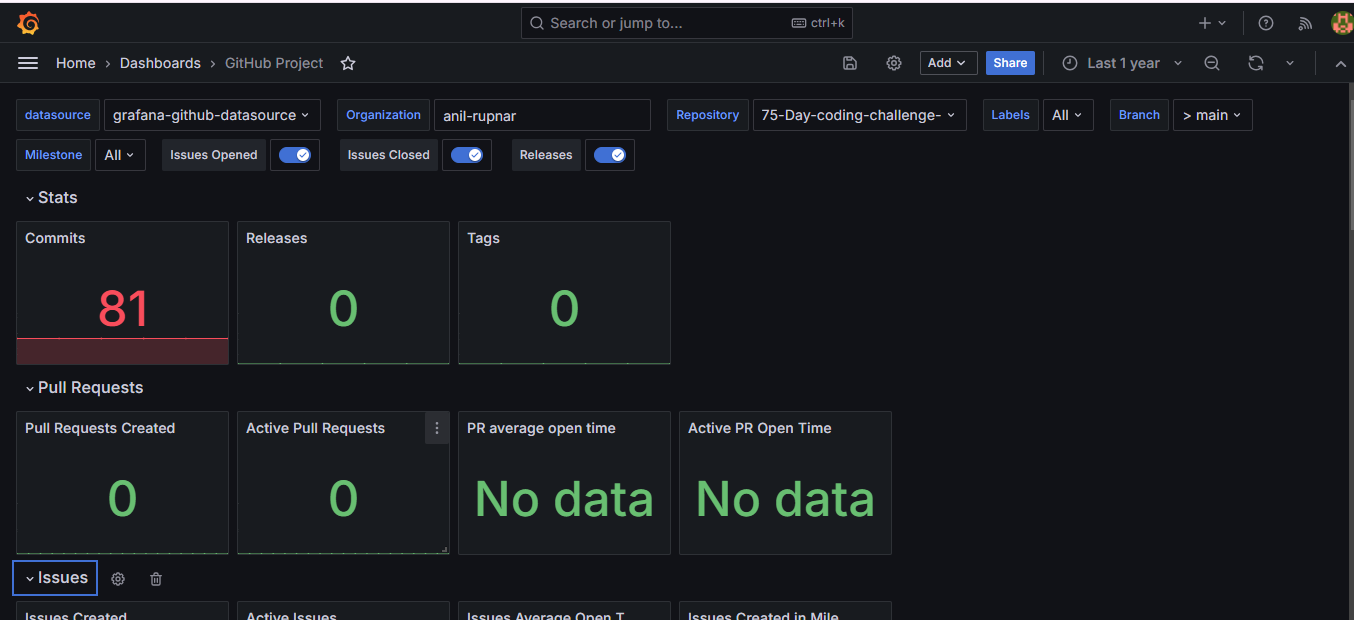 Search or jump to... ctrl+k
Home › Dashboards › GitHub Project Add Share Last 1 year
datasource grafana-github-datasource Organization anil-rupnar Repository 75-Day-coding-challenge- Labels All Branch > main
Milestone All Issues Opened Issues Closed Releases
Stats
Commits Releases Tags
81 0 0
Pull Requests
Pull Requests Created Active Pull Requests PR average open time Active PR Open Time
0 0 No data No data
Issues
Issues Created Active Issues Issues Average Open T Issues Created in Mile